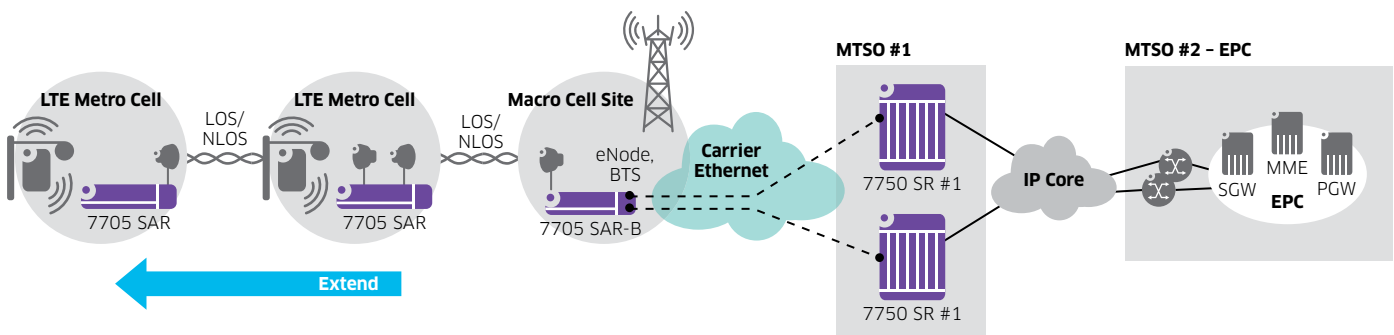 MTSO #1
MTSO #2 – EPC
LTE Metro Cell
LOS/
NLOS
LTE Metro Cell
LOS/
NLOS
Macro Cell Site
eNode,
BTS
Carrier
Ethernet
7750 SR #1
IP Core
SGW
MME
PGW
EPC
7705 SAR
7705 SAR
7705 SAR-B
7750 SR #1
Extend